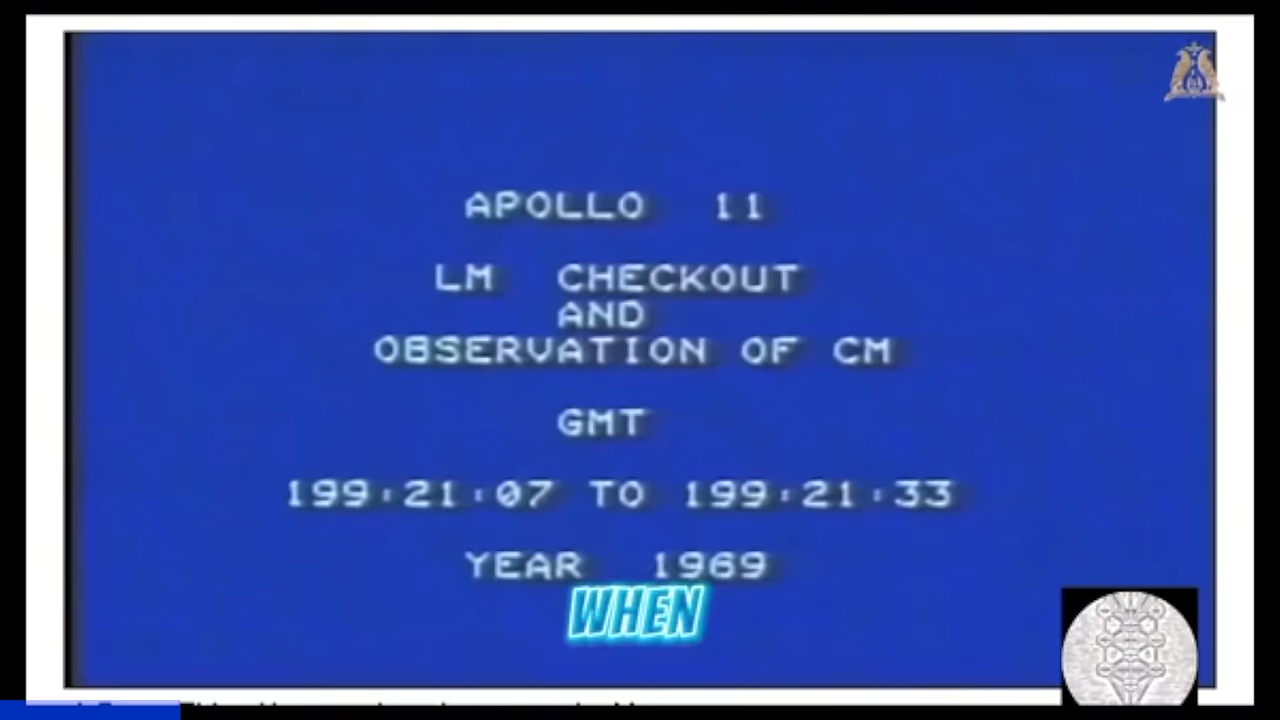 APOLLO 11
LM CHECKOUT
AND
OBSERVATION OF CM
GMT
199:21:07 TO 199:21:33
YEAR 1969
WHEN